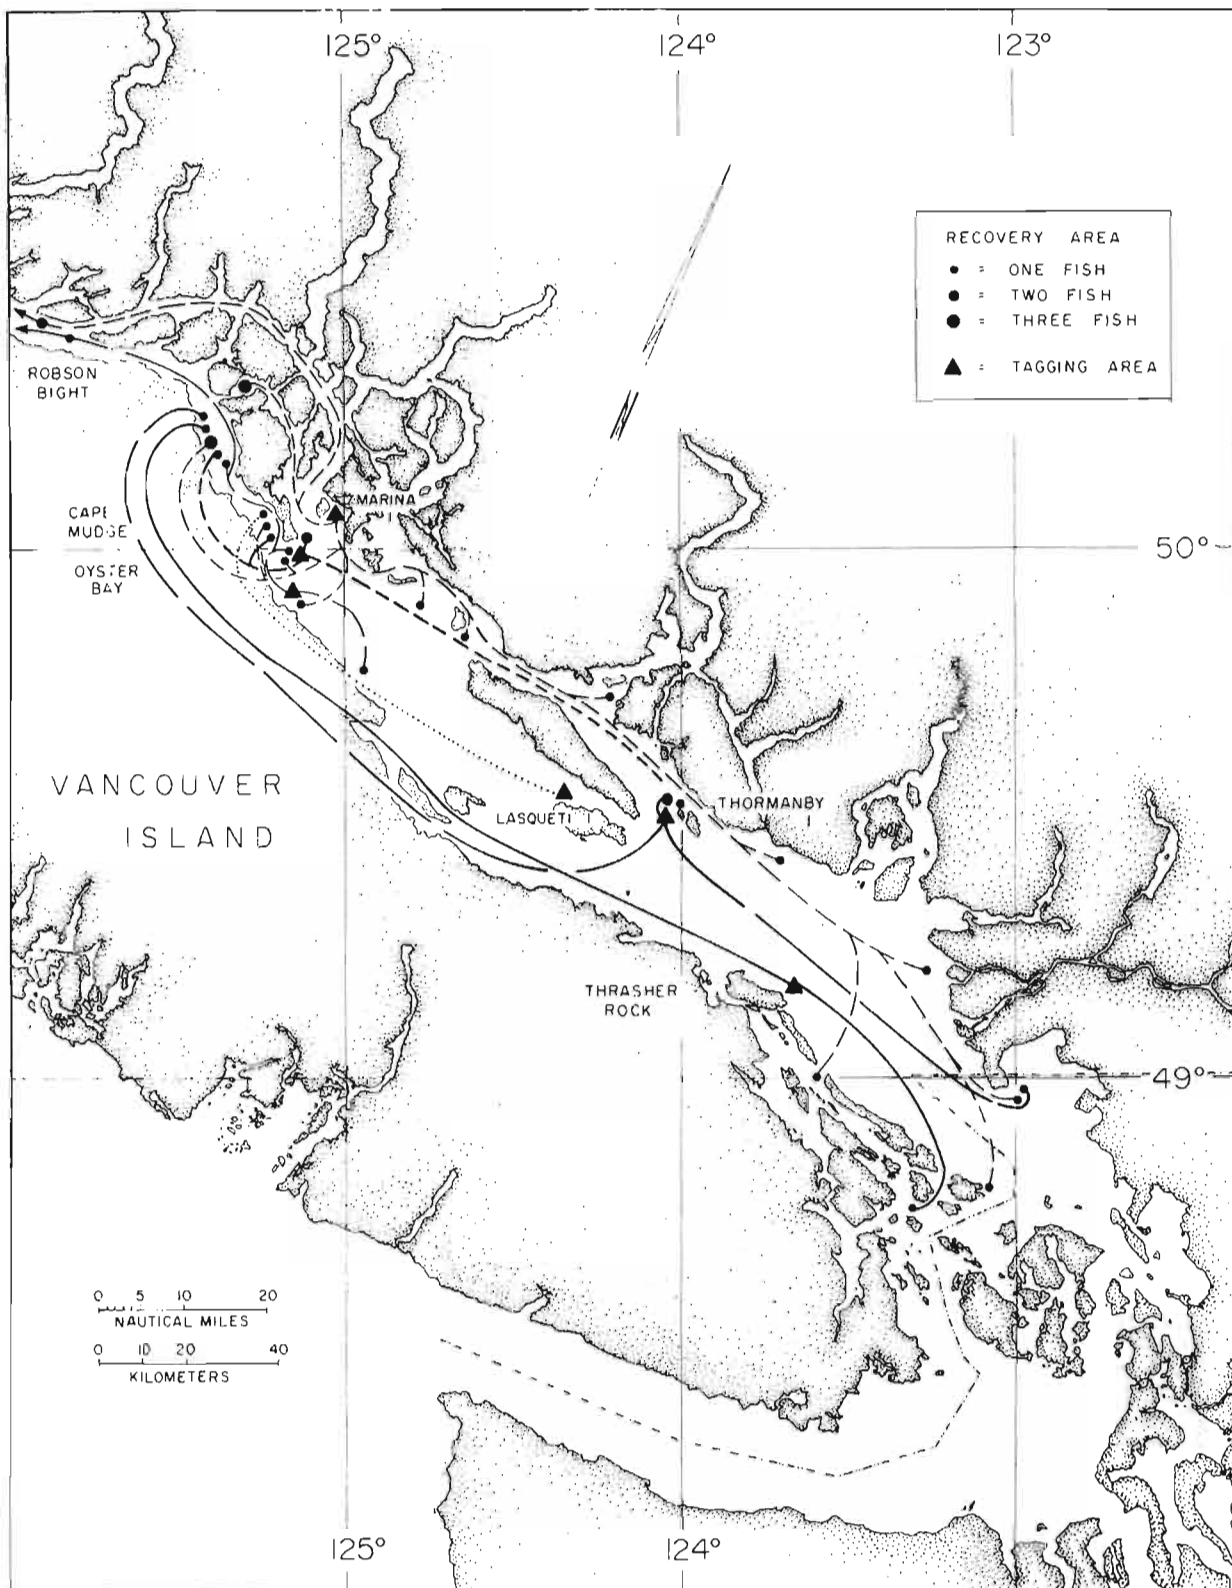 125° 124° 123°
RECOVERY AREA
• = ONE FISH
• = TWO FISH
• = THREE FISH
▲ = TAGGING AREA
ROBSON
BIGHT
MARINA
I
CAPE
MUDGE
50°
OYSTER
BAY
VANCOUVER
ISLAND
LASQUETI I
THORMANBY
I
THRASHER
ROCK
49°
0 5 10 20
NAUTICAL MILES
0 10 20 40
KILOMETERS
125° 124°